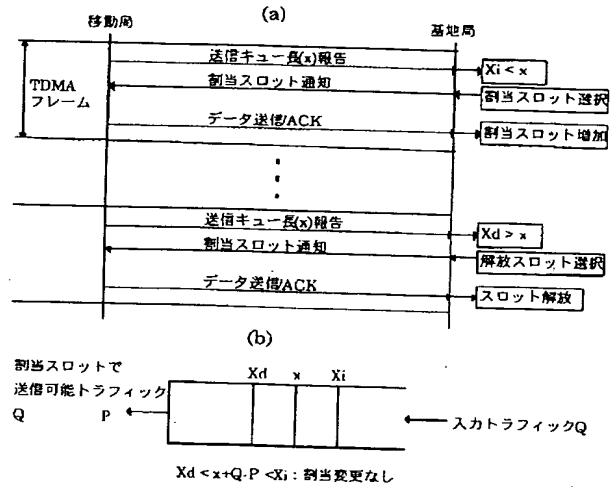 (a)
移動局
基地局
TDMA
フレーム
送信キュー長(x)報告
Xi < x
割当スロット通知
割当スロット選択
データ送信/ACK
割当スロット増加
送信キュー長(x)報告
Xd > x
割当スロット通知
解放スロット選択
データ送信/ACK
スロット解放
(b)
割当スロットで
送信可能トラフィック
Q P
Xd x Xi
入力トラフィックQ
Xd < x+Q-P <Xi : 割当変更なし